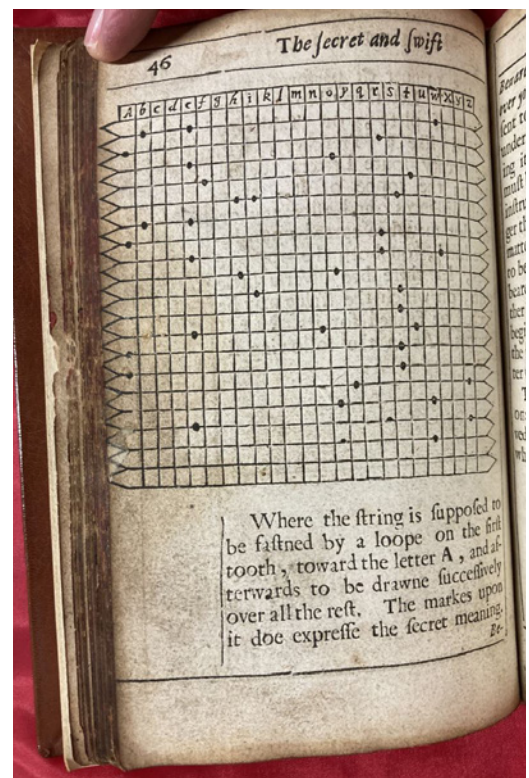 46 The ſecret and ſwift
A b c d e f g h i k l m n o p q r s t u w x y z
Where the ſtring is ſuppoſed to
be faſtned by a loope on the firſt
tooth, toward the letter A, and af-
terwards to be drawne ſucceſſively
over all the reſt. The markes upon
it doe expreſſe the ſecret meaning.
Be-